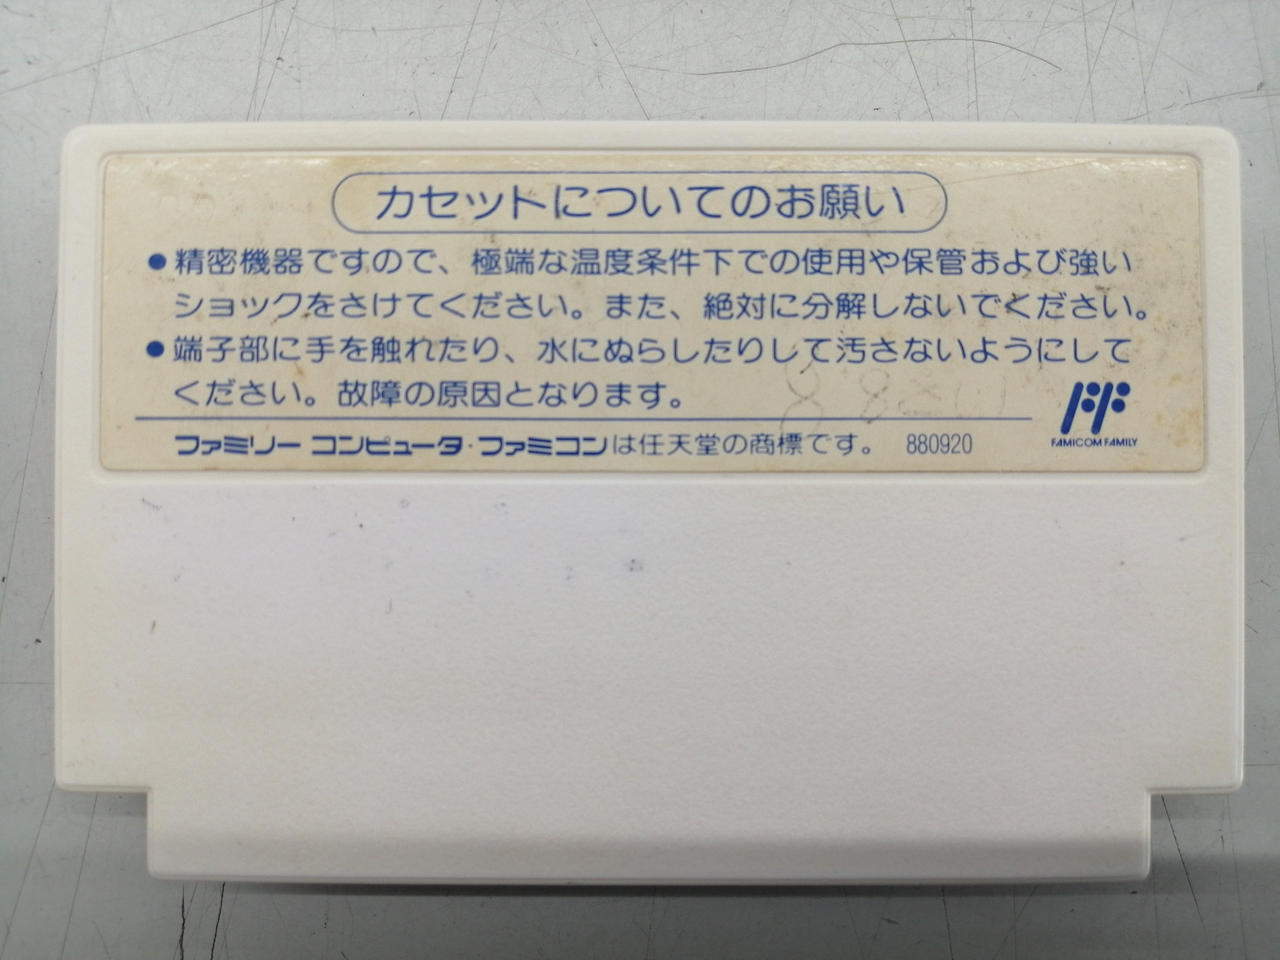 カセットについてのお願い
●精密機器ですので、極端な温度条件下での使用や保管および強い
ショックをさけてください。また、絶対に分解しないでください。
●端子部に手を触れたり、水にぬらしたりして汚さないようにして
ください。故障の原因となります。
ファミリー コンピュータ・ファミコンは任天堂の商標です。 880920
FF
FAMICOM FAMILY